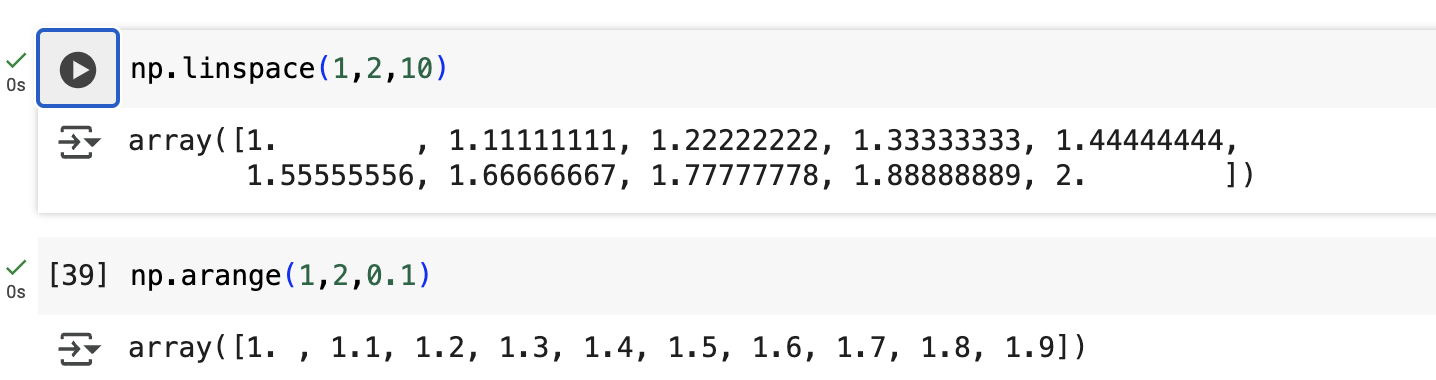 np.linspace(1,2,10)
0s
array([1.        , 1.11111111, 1.22222222, 1.33333333, 1.44444444,
       1.55555556, 1.66666667, 1.77777778, 1.88888889, 2.        ])
[39] np.arange(1,2,0.1)
0s
array([1. , 1.1, 1.2, 1.3, 1.4, 1.5, 1.6, 1.7, 1.8, 1.9])